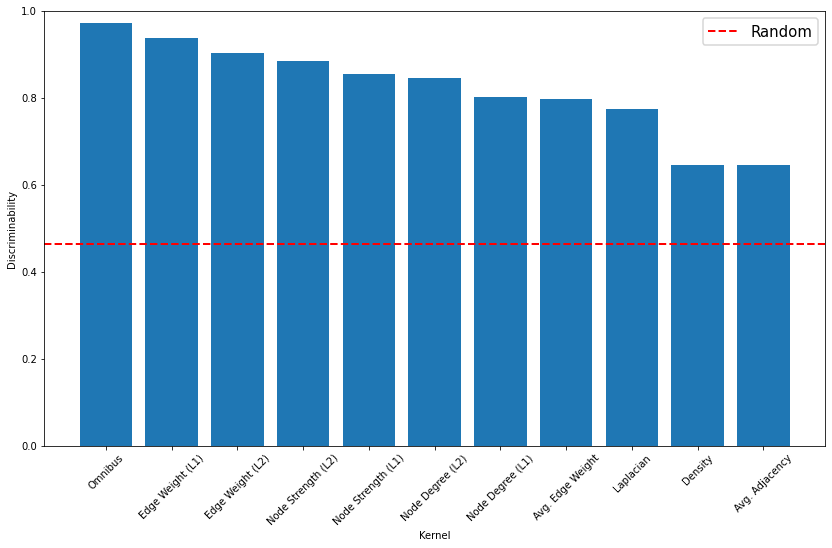 1.0
0.8
0.6
0.4
0.2
0.0
Discriminability
Random
Omnibus
Edge Weight (L1)
Edge Weight (L2)
Node Strength (L2)
Node Strength (L1)
Node Degree (L2)
Node Degree (L1)
Avg. Edge Weight
Laplacian
Density
Avg. Adjacency
Kernel